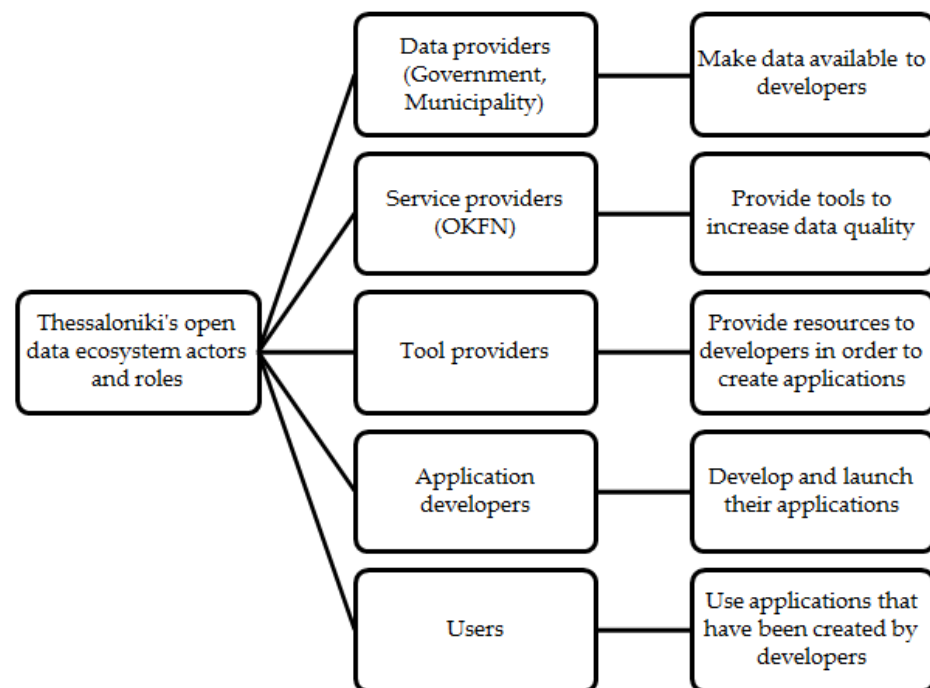 Data providers
(Government,
Municipality)
Make data available to
developers
Service providers
(OKFN)
Provide tools to
increase data quality
Thessaloniki's open
data ecosystem actors
and roles
Tool providers
Provide resources to
developers in order to
create applications
Application
developers
Develop and launch
their applications
Users
Use applications that
have been created by
developers